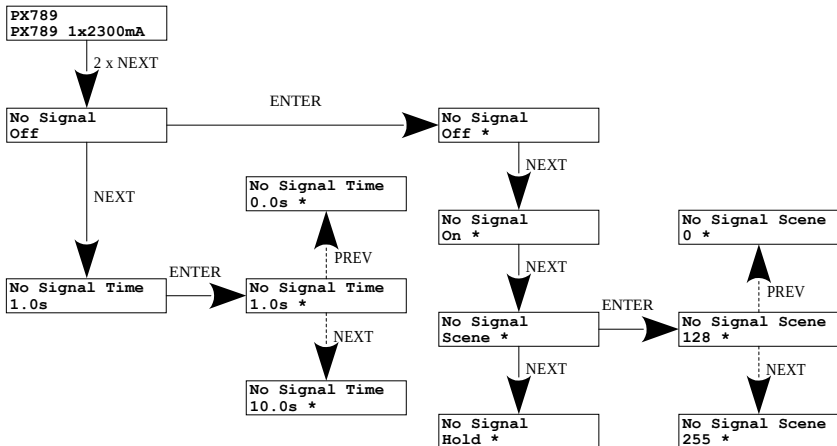 PX789
PX789 1x2300mA
2 x NEXT
ENTER
No Signal
Off
No Signal
Off *
NEXT
NEXT
No Signal Time
0.0s *
No Signal
On *
No Signal Scene
0 *
PREV
NEXT
PREV
ENTER
No Signal Time
1.0s
No Signal Time
1.0s *
ENTER
No Signal
Scene *
No Signal Scene
128 *
NEXT
NEXT
NEXT
No Signal Time
10.0s *
No Signal
Hold *
No Signal Scene
255 *